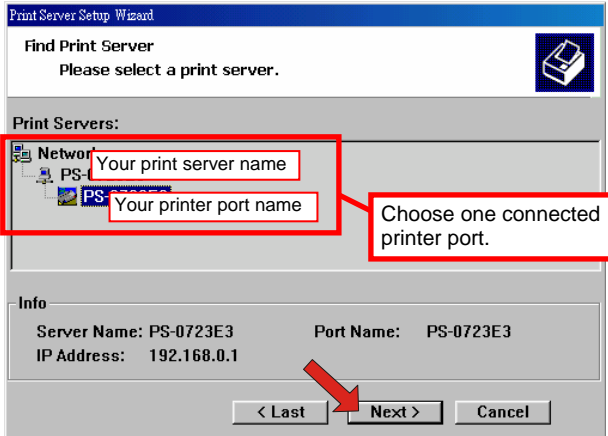 Print Server Setup Wizard
Find Print Server
Please select a print server.
Print Servers:
Network
Your print server name
PS-
Your printer port name
Choose one connected
printer port.
Info
Server Name: PS-0723E3
Port Name: PS-0723E3
IP Address: 192.168.0.1
< Last
Next >
Cancel